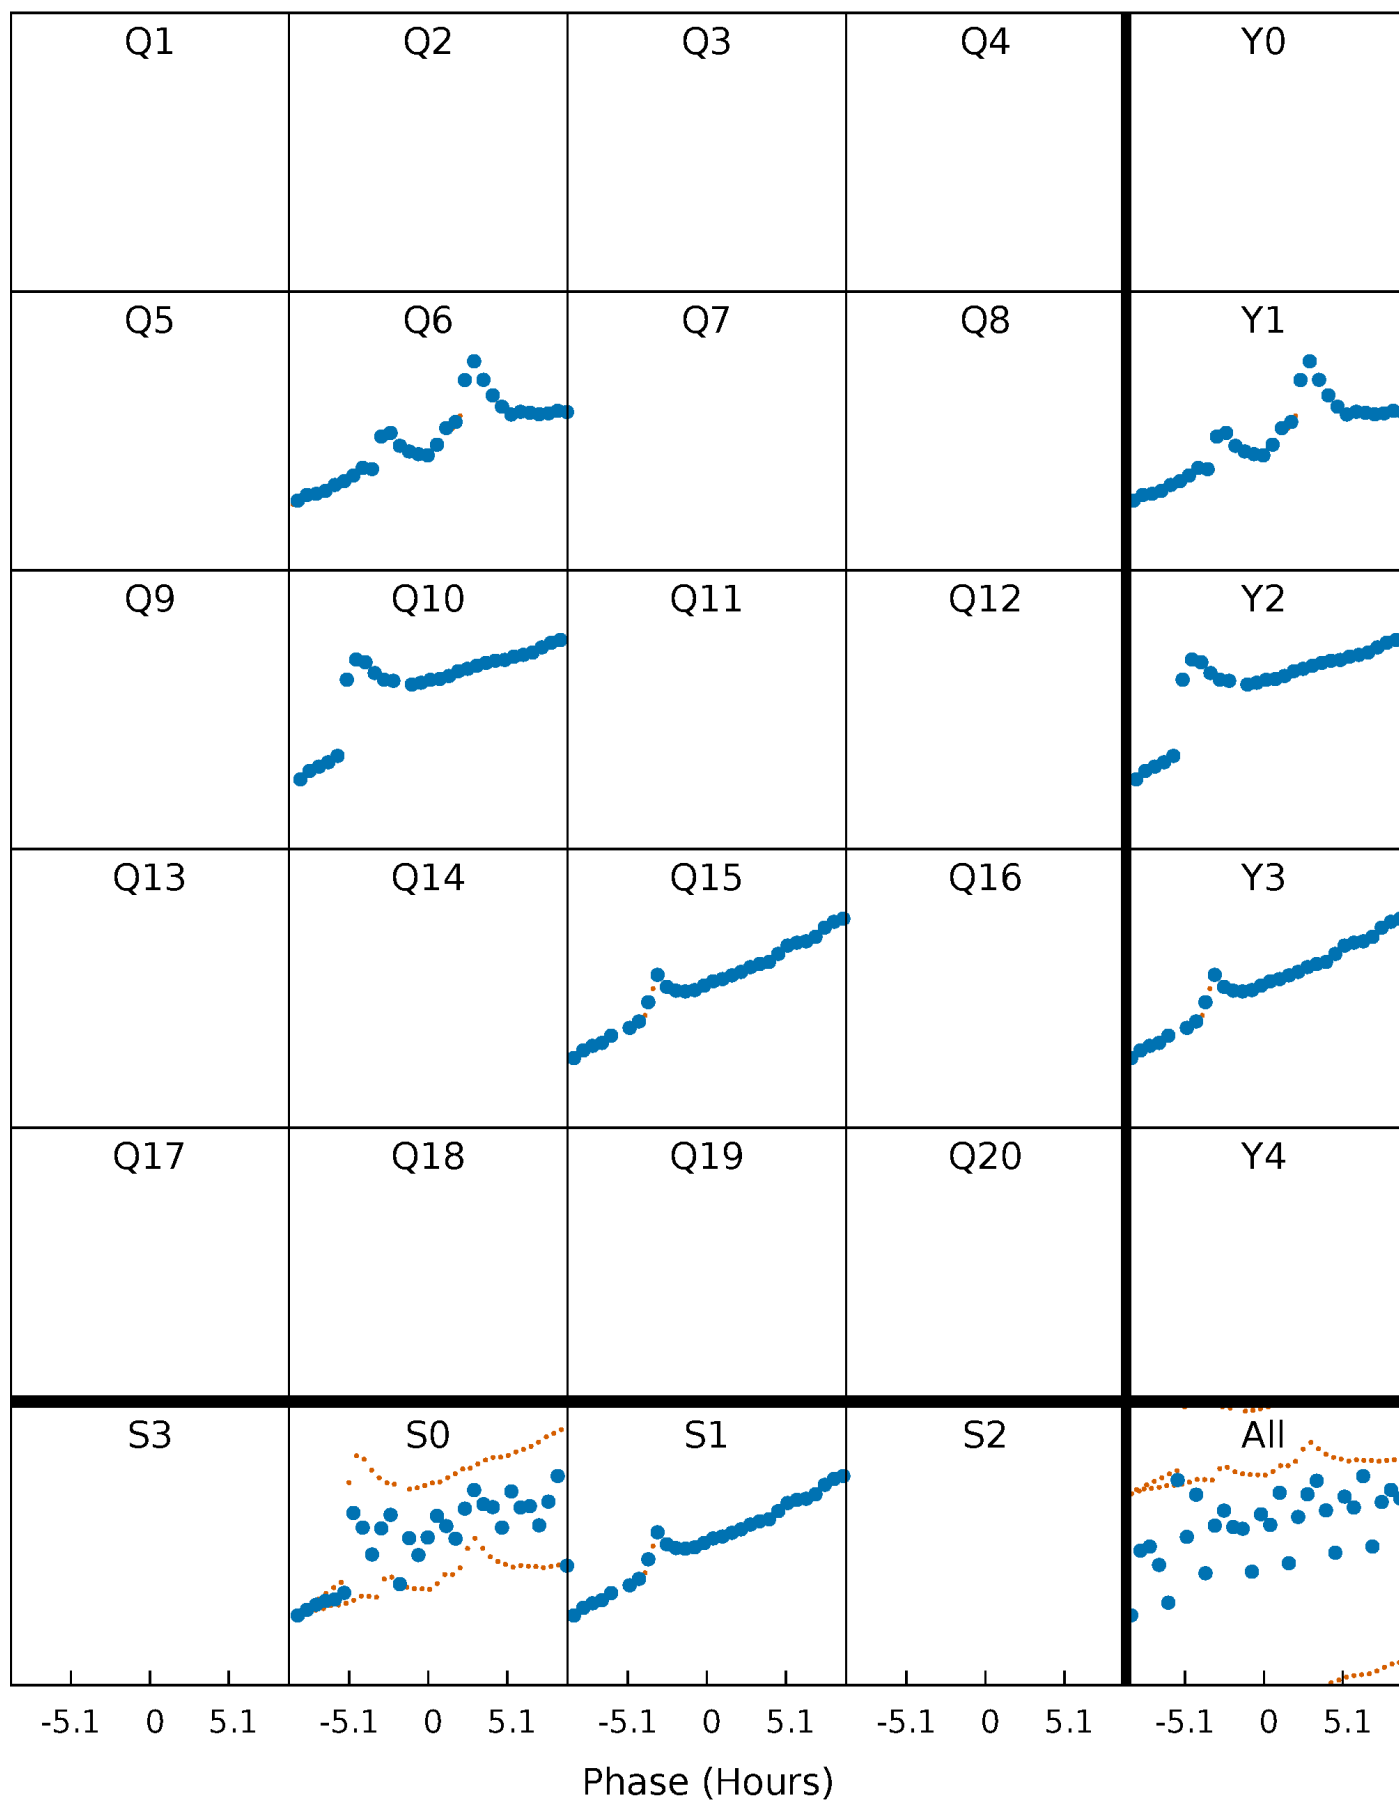 Q1 Q2 Q3 Q4 Y0
Q5 Q6 Q7 Q8 Y1
Q9 Q10 Q11 Q12 Y2
Q13 Q14 Q15 Q16 Y3
Q17 Q18 Q19 Q20 Y4
S3 S0 S1 S2 All
-5.1 0 5.1 -5.1 0 5.1 -5.1 0 5.1 -5.1 0 5.1 -5.1 0 5.1
Phase (Hours)